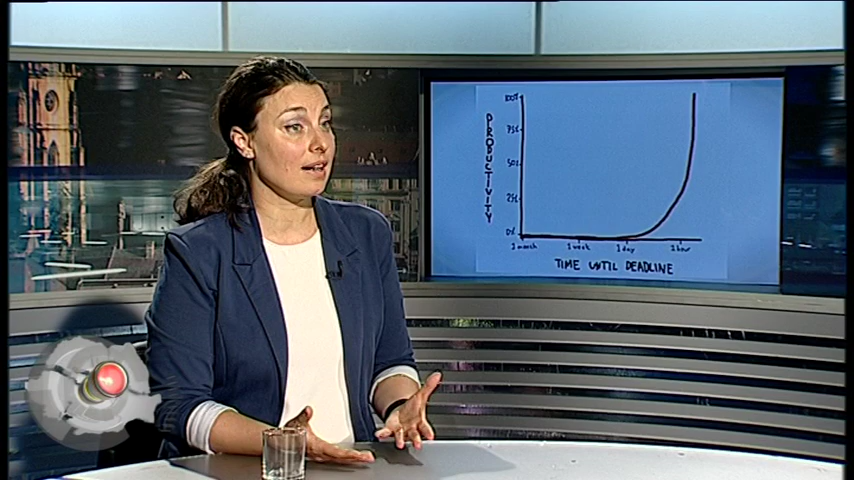 100%
75%
50%
25%
0%
PRODUCTIVITY
1 month 1 week 1 day 1 hour
TIME UNTIL DEADLINE